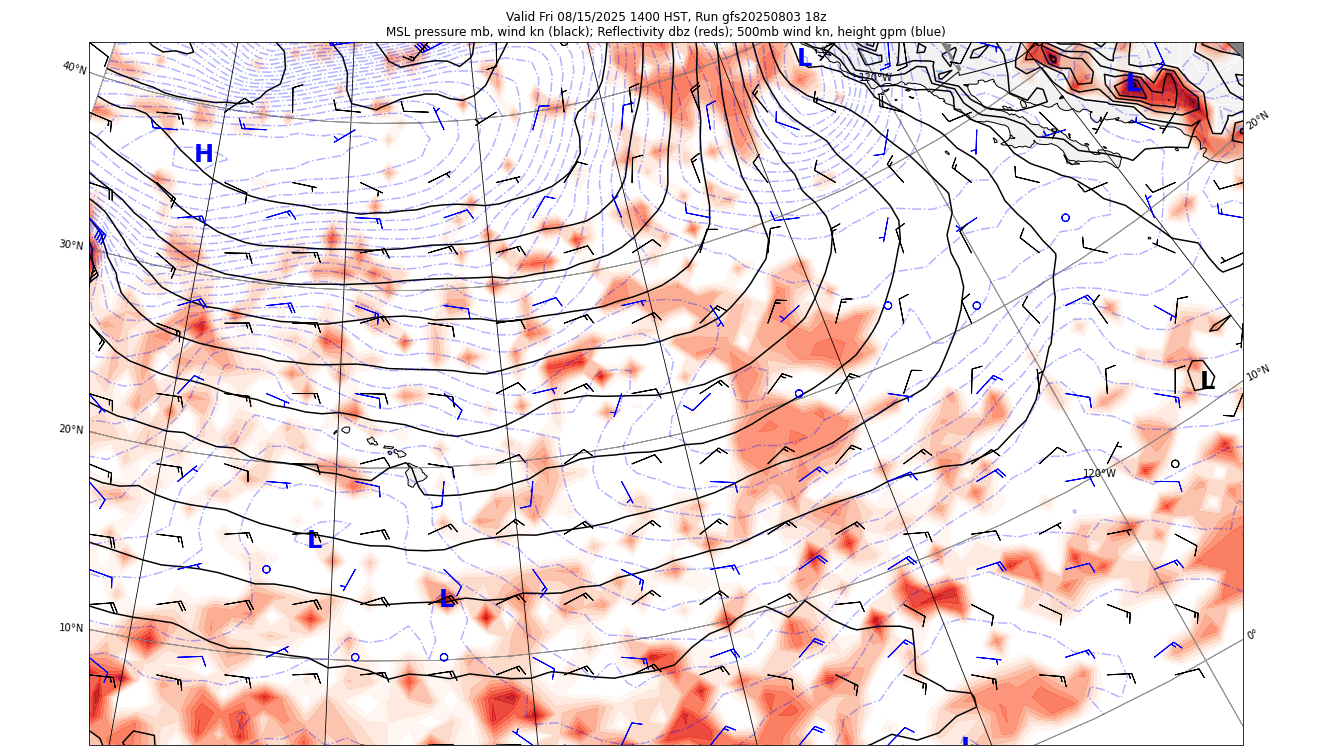 Valid Fri 08/15/2025 1400 HST, Run gfs20250803 18z
MSL pressure mb, wind kn (black); Reflectivity dbz (reds); 500mb wind kn, height gpm (blue)
L
40°N
120°W
L
20°N
H
30°N
10°N
L
20°N
120°W
L
L
10°N
0°
L